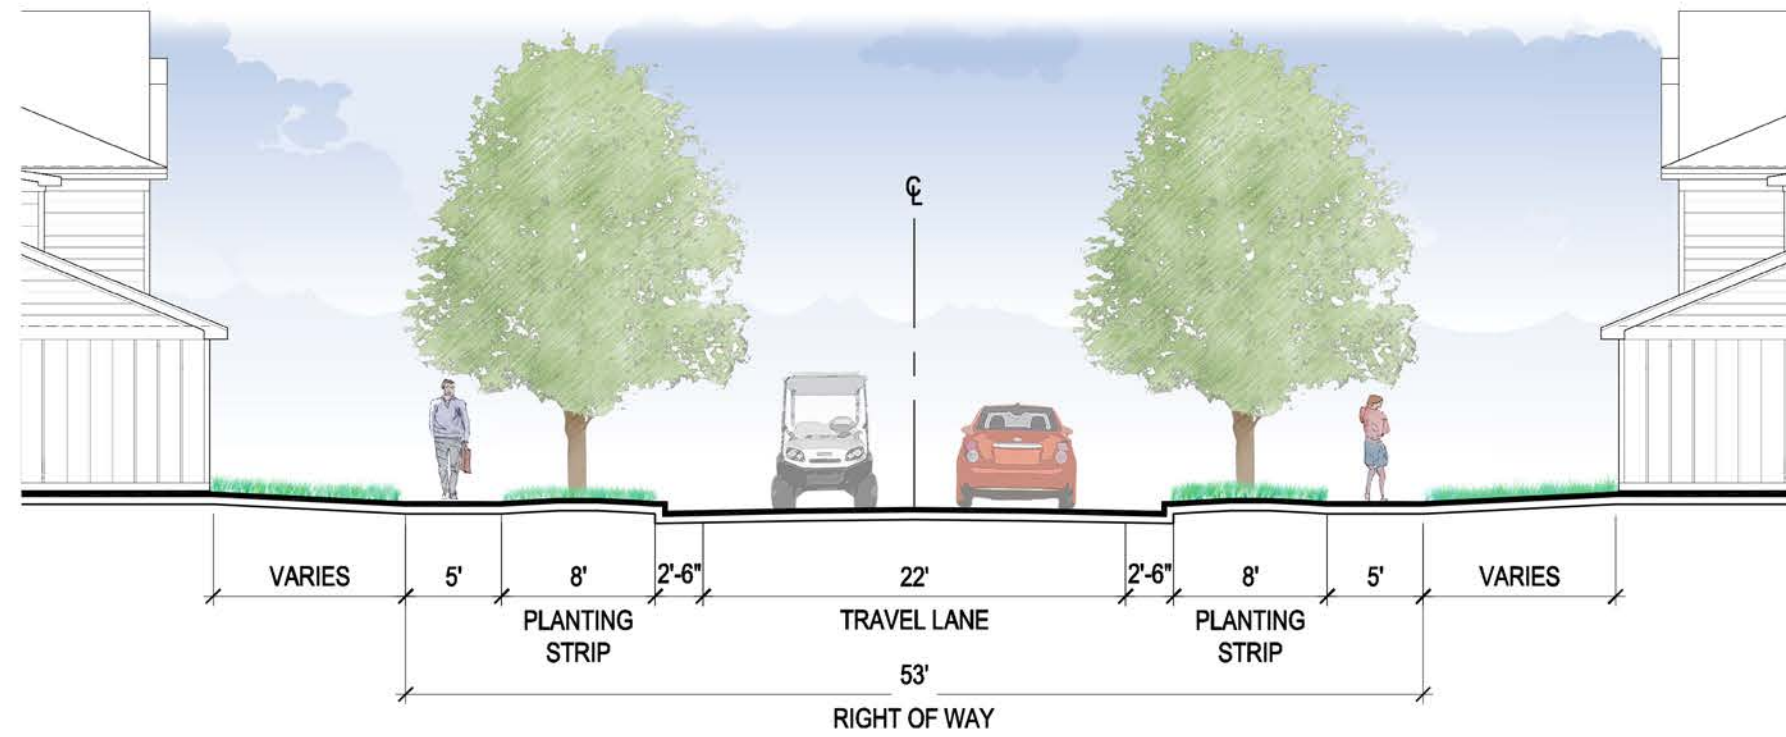 ℄
VARIES 5' 8' 2'-6" 22' 2'-6" 8' 5' VARIES
PLANTING STRIP TRAVEL LANE PLANTING STRIP
53'
RIGHT OF WAY